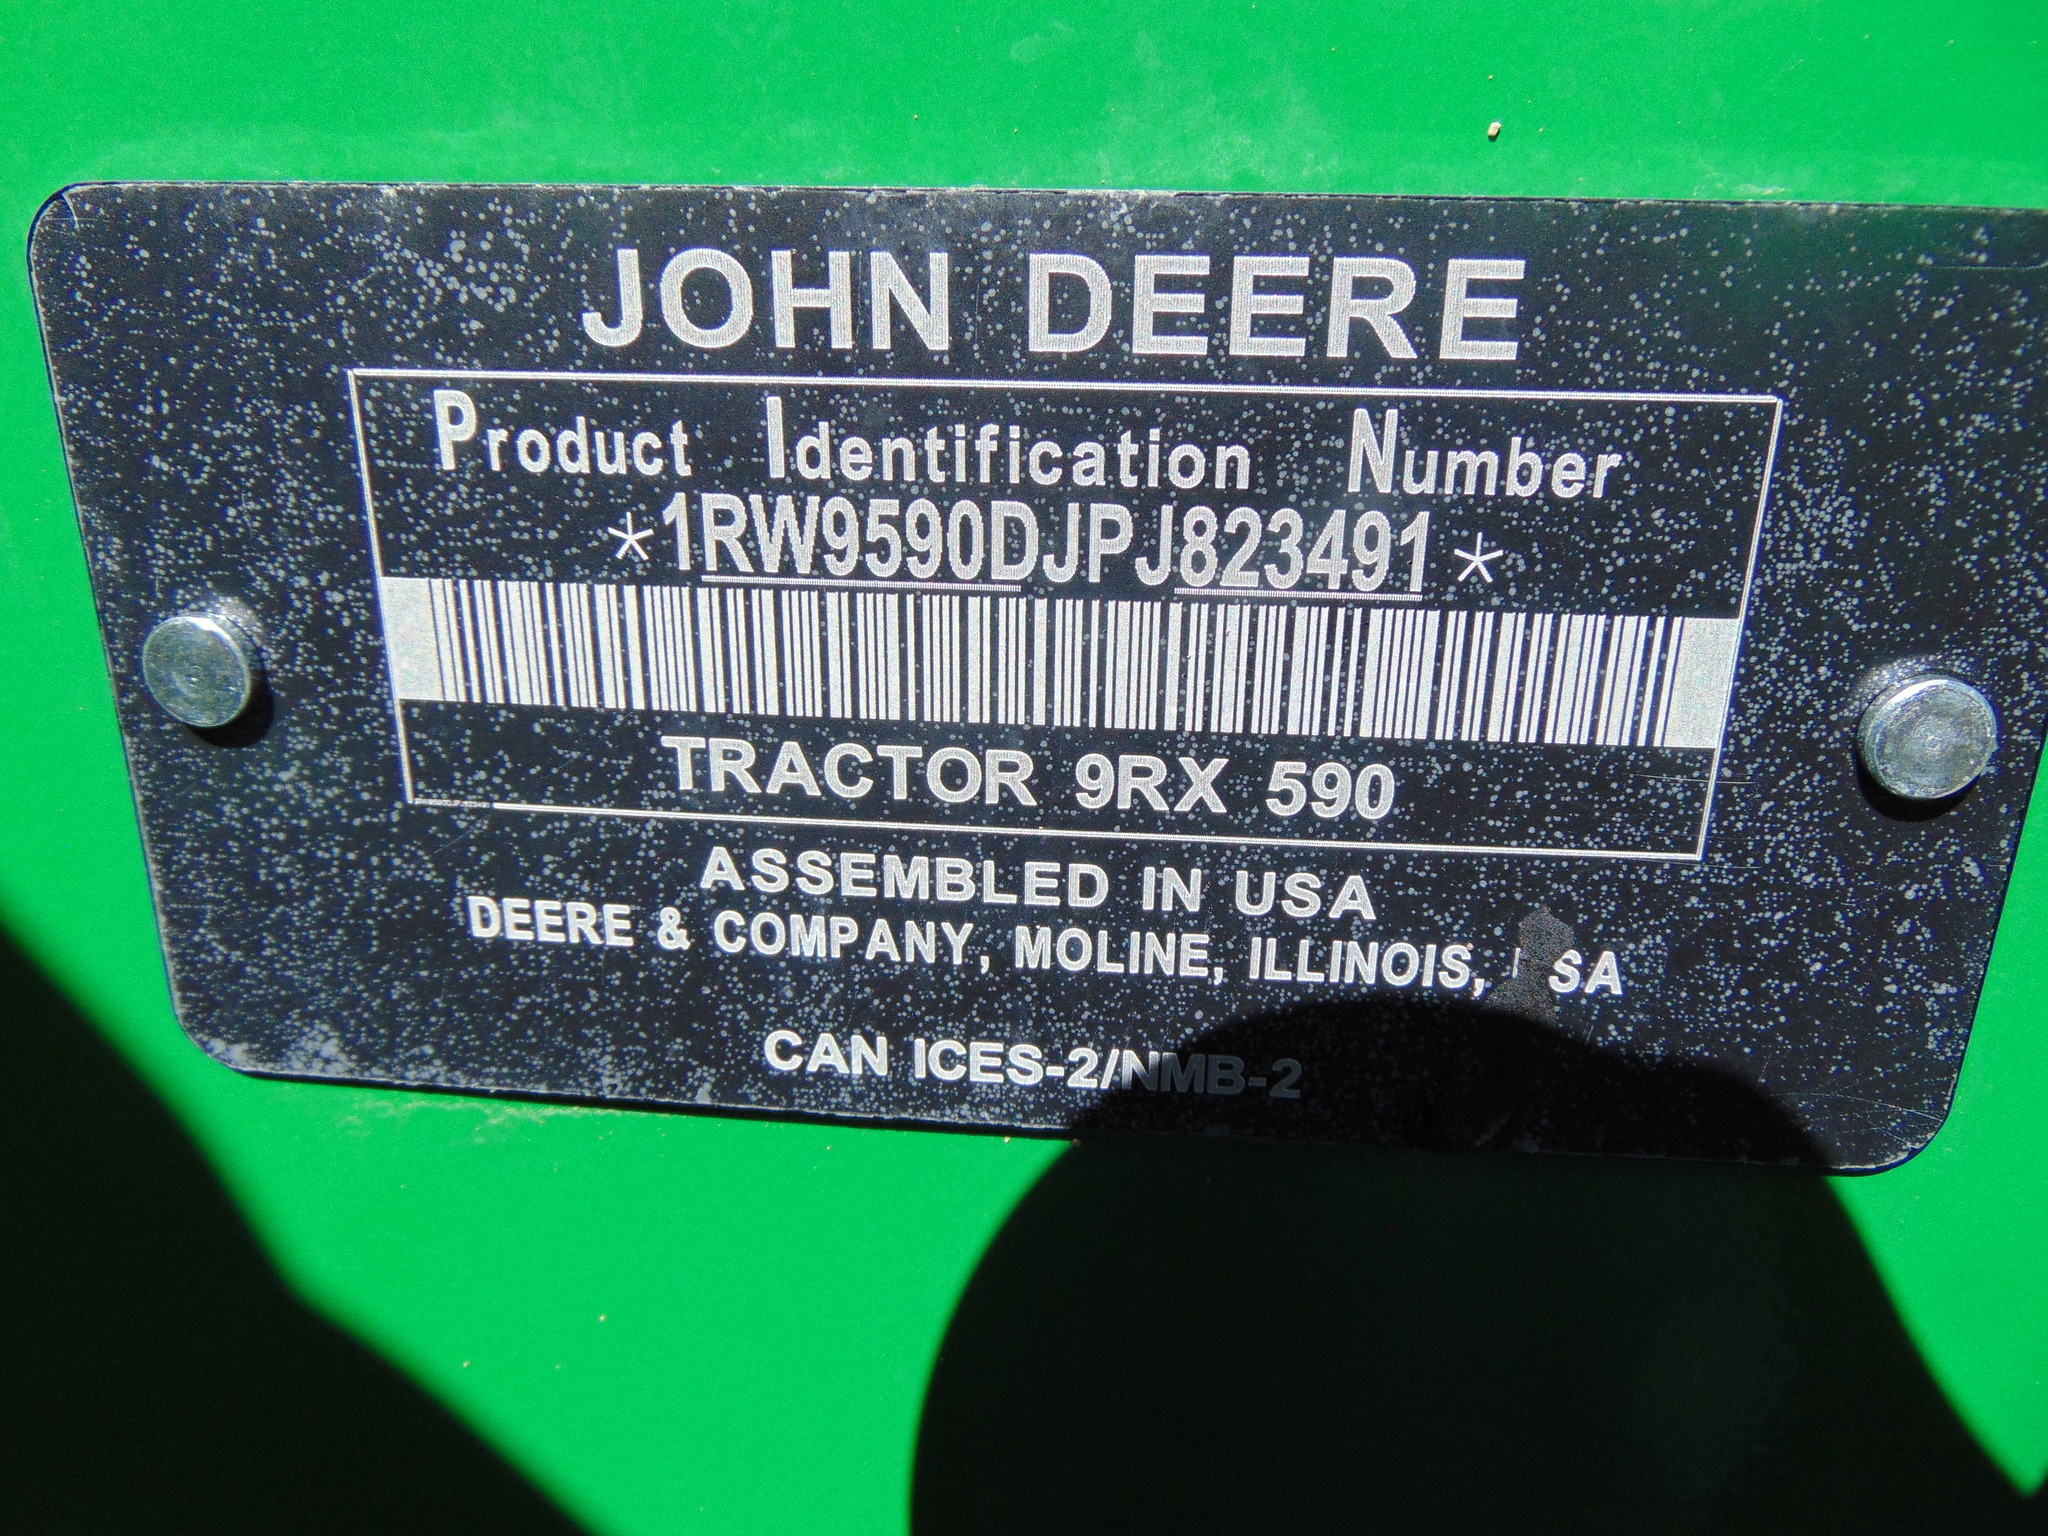 JOHN DEERE
Product Identification Number
*1RW9590DJPJ823491*
TRACTOR 9RX 590
ASSEMBLED IN USA
DEERE & COMPANY, MOLINE, ILLINOIS, SA
CAN ICES-2/NMB-2